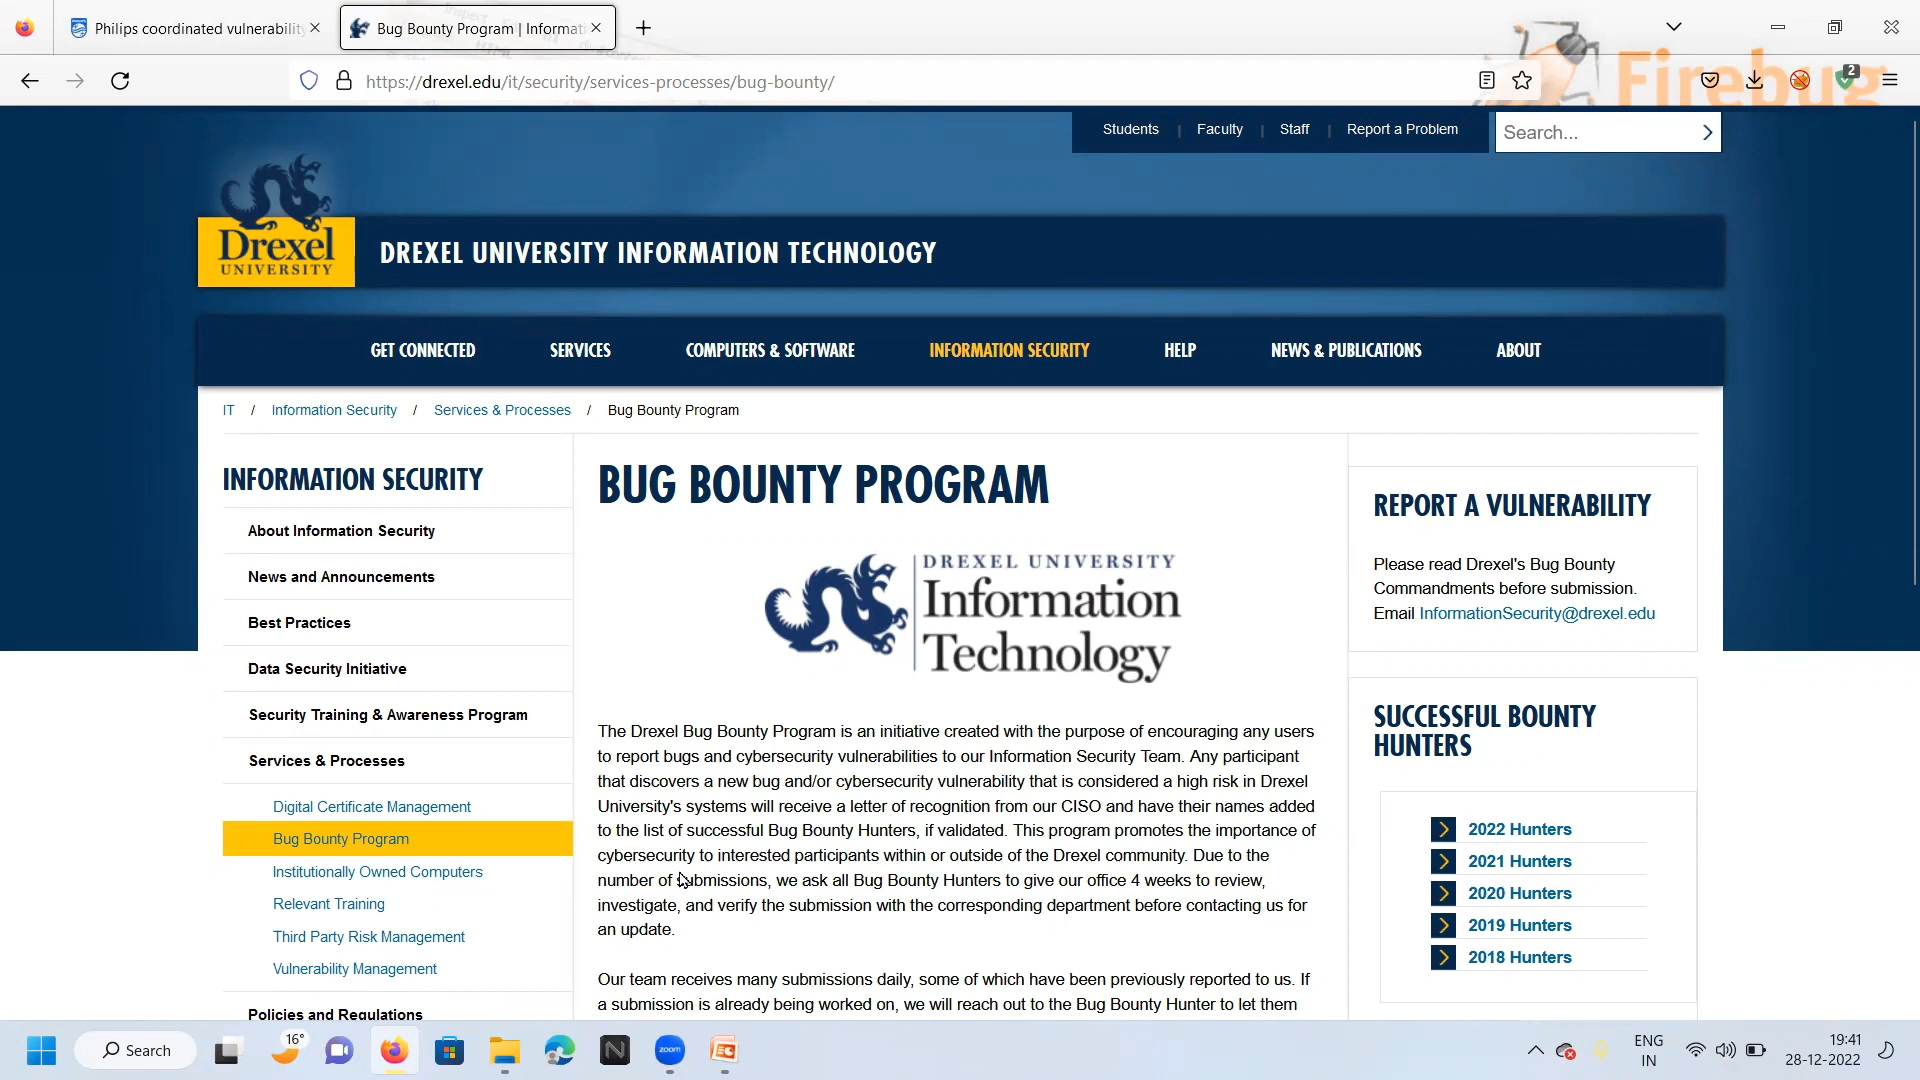 Philips coordinated vulnerability
Bug Bounty Program | Informati
https://drexel.edu/it/security/services-processes/bug-bounty/
Firebug
2
Students | Faculty | Staff | Report a Problem
Search...
Drexel
UNIVERSITY
DREXEL UNIVERSITY INFORMATION TECHNOLOGY
GET CONNECTED SERVICES COMPUTERS & SOFTWARE INFORMATION SECURITY HELP NEWS & PUBLICATIONS ABOUT
IT / Information Security / Services & Processes / Bug Bounty Program
INFORMATION SECURITY
About Information Security
News and Announcements
Best Practices
Data Security Initiative
Security Training & Awareness Program
Services & Processes
Digital Certificate Management
Bug Bounty Program
Institutionally Owned Computers
Relevant Training
Third Party Risk Management
Vulnerability Management
Policies and Regulations
BUG BOUNTY PROGRAM
DREXEL UNIVERSITY
Information
Technology
The Drexel Bug Bounty Program is an initiative created with the purpose of encouraging any users
to report bugs and cybersecurity vulnerabilities to our Information Security Team. Any participant
that discovers a new bug and/or cybersecurity vulnerability that is considered a high risk in Drexel
University's systems will receive a letter of recognition from our CISO and have their names added
to the list of successful Bug Bounty Hunters, if validated. This program promotes the importance of
cybersecurity to interested participants within or outside of the Drexel community. Due to the
number of submissions, we ask all Bug Bounty Hunters to give our office 4 weeks to review,
investigate, and verify the submission with the corresponding department before contacting us for
an update.
Our team receives many submissions daily, some of which have been previously reported to us. If
a submission is already being worked on, we will reach out to the Bug Bounty Hunter to let them
REPORT A VULNERABILITY
Please read Drexel's Bug Bounty
Commandments before submission.
Email InformationSecurity@drexel.edu
SUCCESSFUL BOUNTY
HUNTERS
2022 Hunters
2021 Hunters
2020 Hunters
2019 Hunters
2018 Hunters
Search
16°
zoom
ENG
IN
19:41
28-12-2022